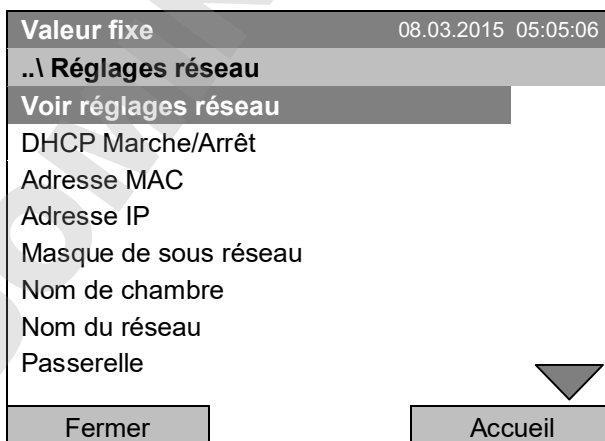 Valeur fixe 08.03.2015 05:05:06
..\ Réglages réseau
Voir réglages réseau
DHCP Marche/Arrêt
Adresse MAC
Adresse IP
Masque de sous réseau
Nom de chambre
Nom du réseau
Passerelle
Fermer Accueil